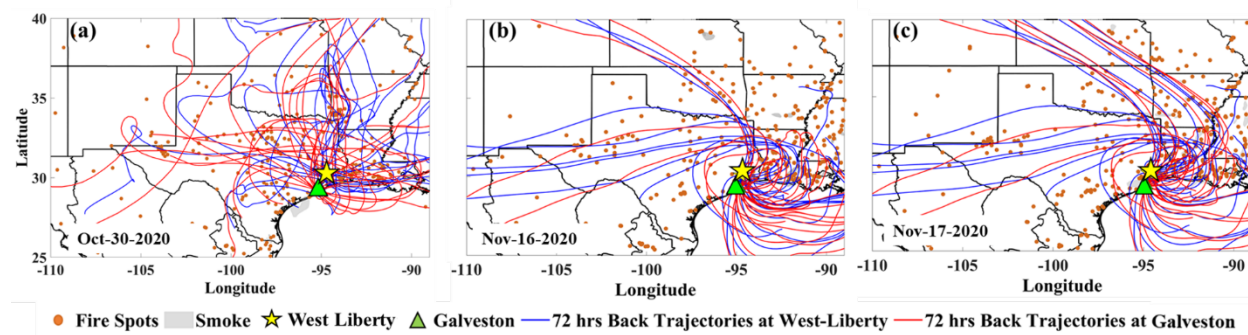 (a)
(b)
(c)
Latitude
40
35
30
25
Oct-30-2020
Nov-16-2020
Nov-17-2020
-110 -105 -100 -95 -90
-110 -105 -100 -95 -90
-110 -105 -100 -95 -90
Longitude
Longitude
Longitude
Fire Spots Smoke West Liberty Galveston 72 hrs Back Trajectories at West-Liberty 72 hrs Back Trajectories at Galveston